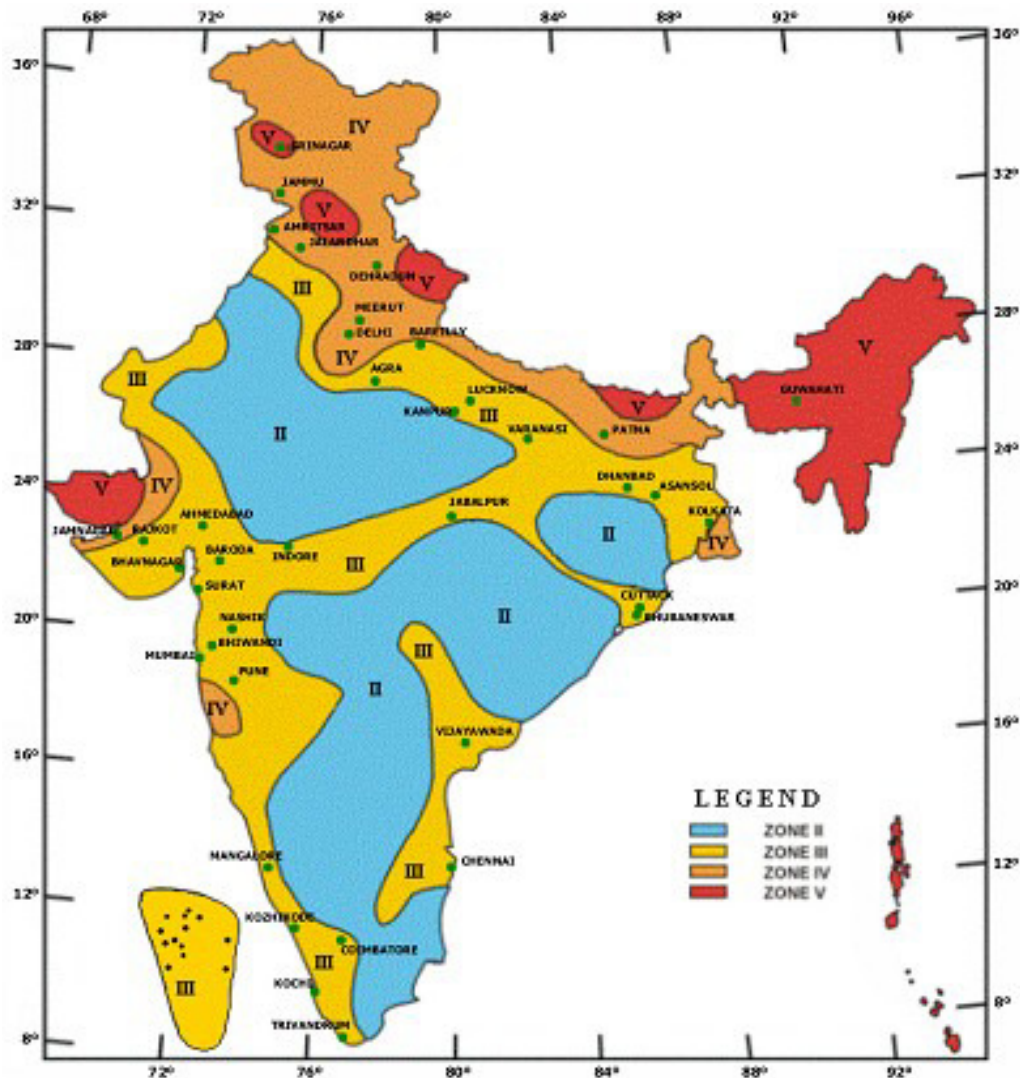 68° 72° 76° 80° 84° 88° 92° 96°
36° 36°
IV
V
SRINAGAR
JAMMU
32° 32°
V
AMRITSAR
JALANDHAR
DEHRADUN
V
III
MEERUT
DELHI
BAREILLY
28° 28°
IV
V
AGRA
III
LUCKNOW
KANPUR
III
V
GUWAHATI
II
VARANASI
PATNA
24° 24°
V
IV
DHANBAD
ASANSOL
JABALPUR
AHMEDABAD
KOLKATA
JAMNAGAR
RAJKOT
IV
II
BARODA
INDORE
BHAVNAGAR
III
SURAT
CUTTACK
20° 20°
NASHIK
II
BHUBANESWAR
BHIWANDI
MUMBAI
III
PUNE
II
IV
VIJAYAWADA
16° 16°
LEGEND
ZONE II
ZONE III
ZONE IV
ZONE V
MANGALORE
III
CHENNAI
12° 12°
KOZHIKODE
COIMBATORE
III
III
KOCHI
8° 8°
TRIVANDRUM
72° 76° 80° 84° 88° 92°